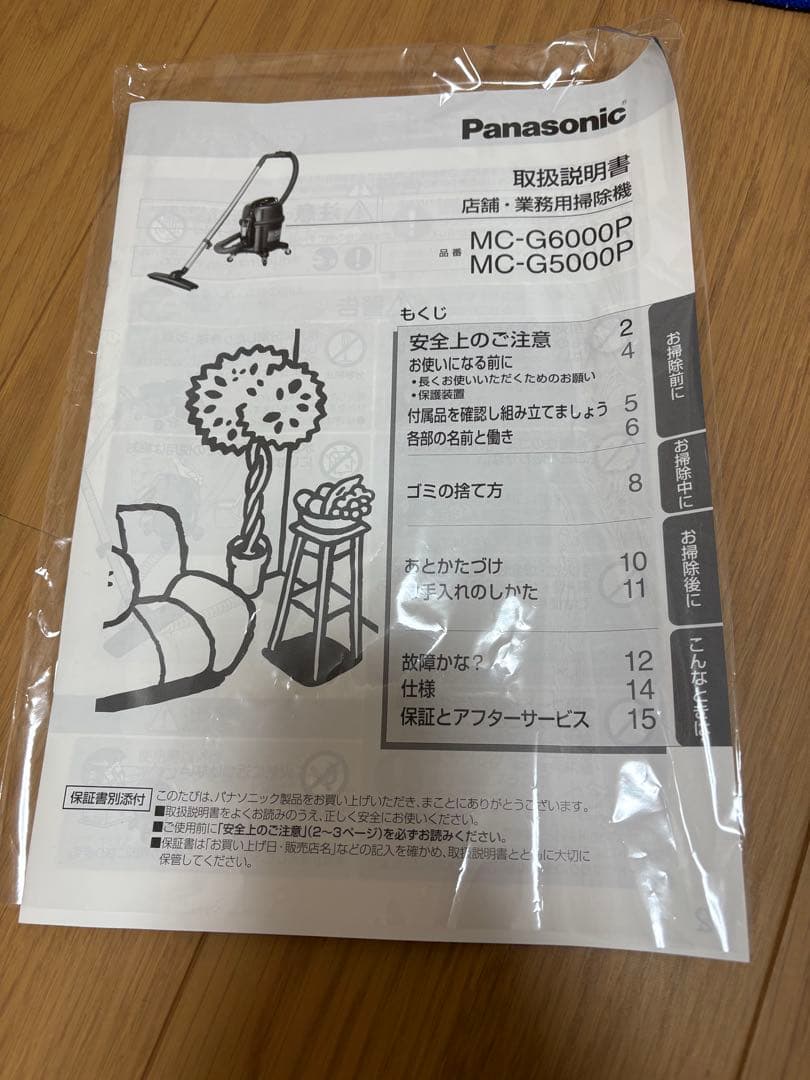 Panasonic
取扱説明書
店舗・業務用掃除機
品番 MC-G6000P
MC-G5000P
もくじ
安全上のご注意 2
お使いになる前に 4
・長くお使いいただくためのお願い
・保護装置
付属品を確認し組み立てましょう 5
各部の名前と働き 6
お掃除前に
ゴミの捨て方 8
お掃除中に
あとかたづけ 10
手入れのしかた 11
お掃除後に
故障かな? 12
仕様 14
保証とアフターサービス 15
こんなときは
保証書別添付
このたびは、パナソニック製品をお買い上げいただき、まことにありがとうございます。
■取扱説明書をよくお読みのうえ、正しく安全にお使いください。
■ご使用前に「安全上のご注意」(2～3ページ)を必ずお読みください。
■保証書は「お買い上げ日・販売店名」などの記入を確かめ、取扱説明書とともに大切に
保管してください。